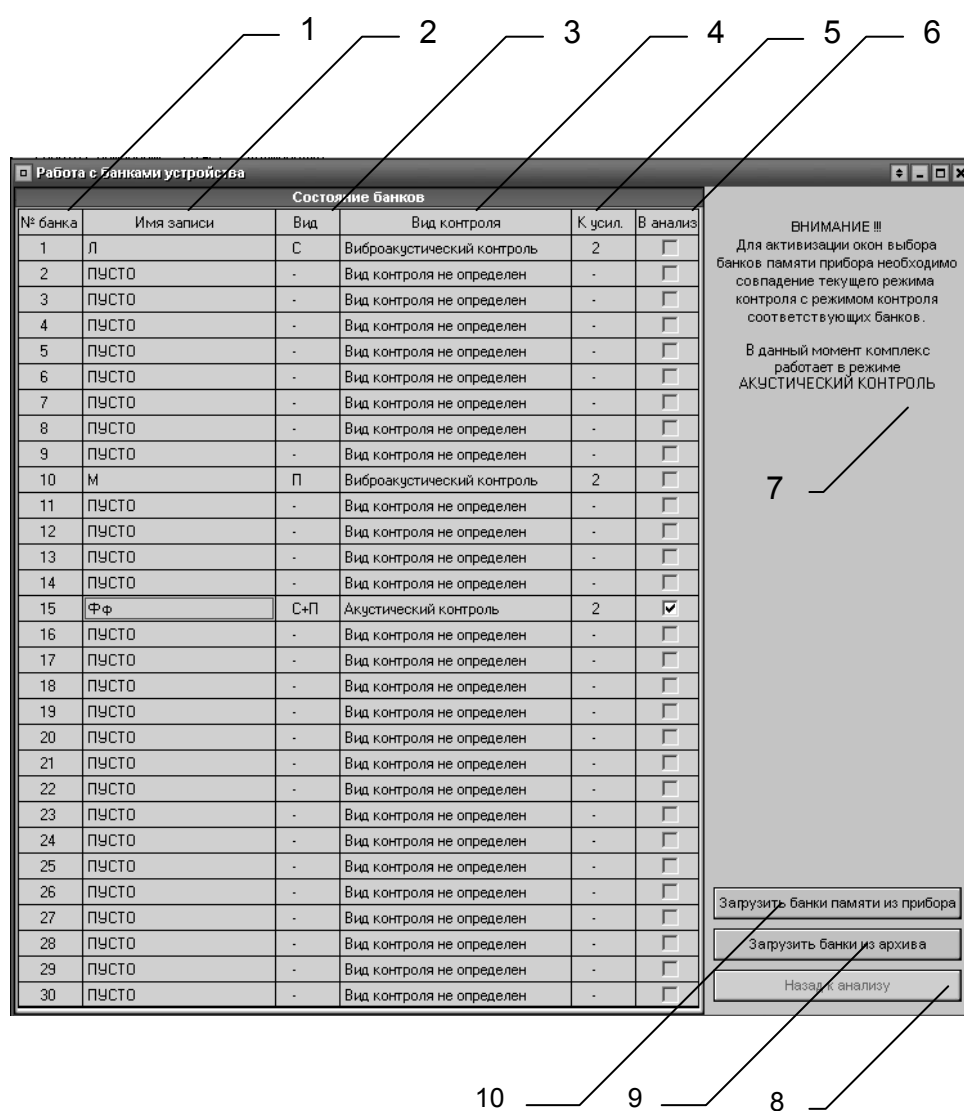 1 2 3 4 5 6
Работа с банками устройства
Состояние банков
№ банка Имя записи Вид Вид контроля К усил. В анализ
1 Л С Виброакустический контроль 2
2 ПУСТО - Вид контроля не определен -
3 ПУСТО - Вид контроля не определен -
4 ПУСТО - Вид контроля не определен -
5 ПУСТО - Вид контроля не определен -
6 ПУСТО - Вид контроля не определен -
7 ПУСТО - Вид контроля не определен -
8 ПУСТО - Вид контроля не определен -
9 ПУСТО - Вид контроля не определен -
10 М П Виброакустический контроль 2
11 ПУСТО - Вид контроля не определен -
12 ПУСТО - Вид контроля не определен -
13 ПУСТО - Вид контроля не определен -
14 ПУСТО - Вид контроля не определен -
15 Фф С+П Акустический контроль 2
16 ПУСТО - Вид контроля не определен -
17 ПУСТО - Вид контроля не определен -
18 ПУСТО - Вид контроля не определен -
19 ПУСТО - Вид контроля не определен -
20 ПУСТО - Вид контроля не определен -
21 ПУСТО - Вид контроля не определен -
22 ПУСТО - Вид контроля не определен -
23 ПУСТО - Вид контроля не определен -
24 ПУСТО - Вид контроля не определен -
25 ПУСТО - Вид контроля не определен -
26 ПУСТО - Вид контроля не определен -
27 ПУСТО - Вид контроля не определен -
28 ПУСТО - Вид контроля не определен -
29 ПУСТО - Вид контроля не определен -
30 ПУСТО - Вид контроля не определен -
ВНИМАНИЕ !!!
Для активизации окон выбора
банков памяти прибора необходимо
совпадение текущего режима
контроля с режимом контроля
соответствующих банков.
В данный момент комплекс
работает в режиме
АКУСТИЧЕСКИЙ КОНТРОЛЬ
7
Загрузить банки памяти из прибора
Загрузить банки из архива
Назад к анализу
10 9 8